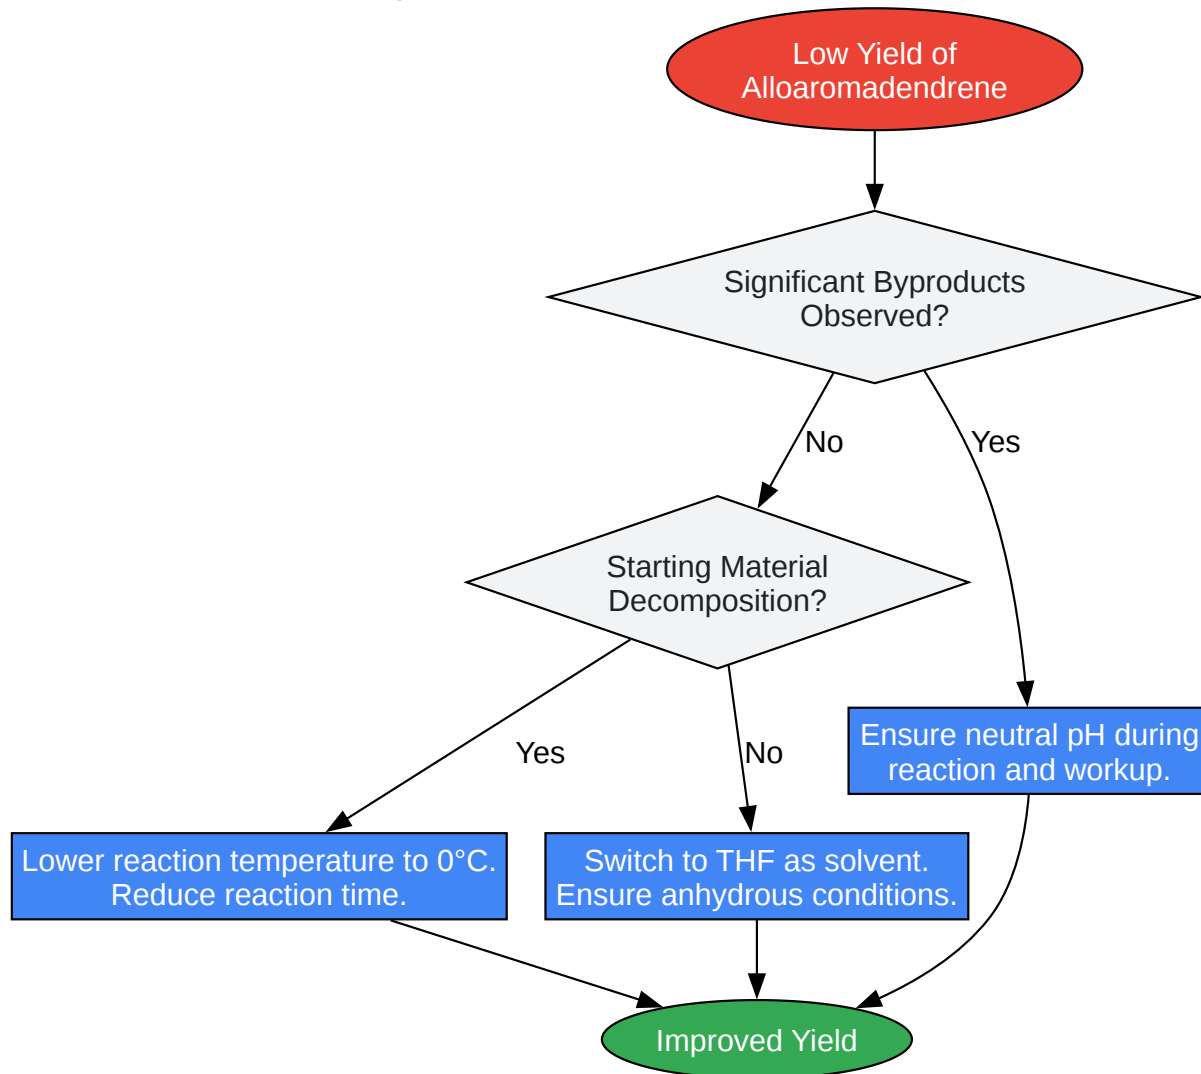 Low Yield of
Alloaromadendrene
Significant Byproducts
Observed?
No
Yes
Starting Material
Decomposition?
Yes
No
Ensure neutral pH during
reaction and workup.
Lower reaction temperature to 0°C.
Reduce reaction time.
Switch to THF as solvent.
Ensure anhydrous conditions.
Improved Yield